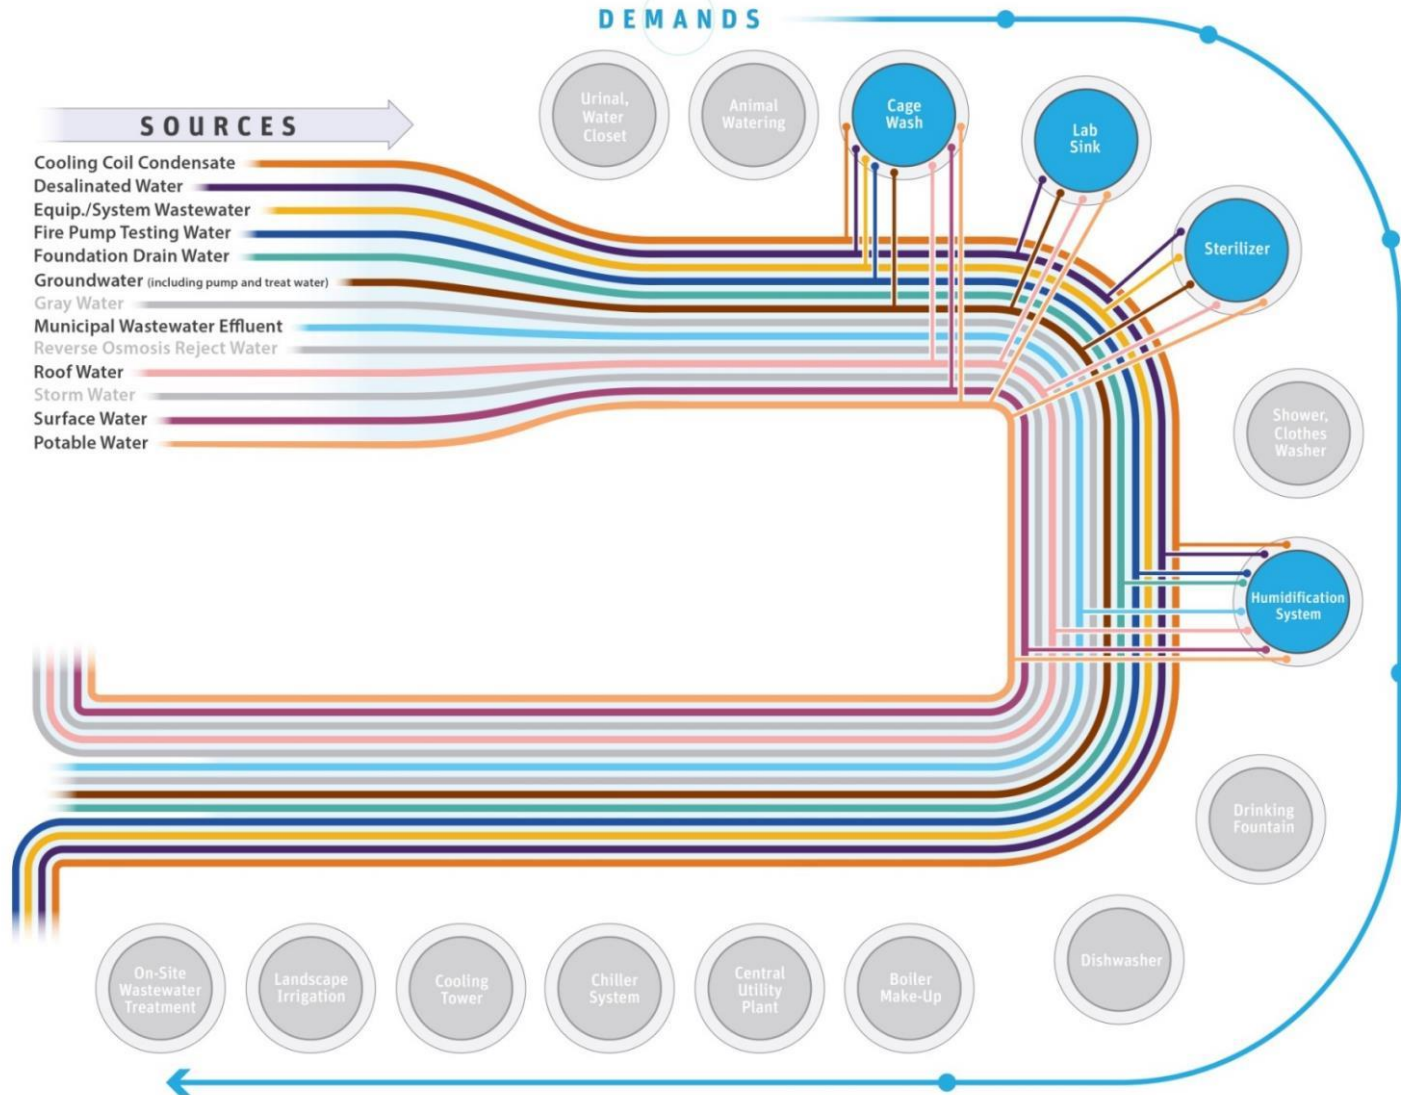 DEMANDS
SOURCES
Cooling Coil Condensate
Desalinated Water
Equip./System Wastewater
Fire Pump Testing Water
Foundation Drain Water
Groundwater (including pump and treat water)
Gray Water
Municipal Wastewater Effluent
Reverse Osmosis Reject Water
Roof Water
Storm Water
Surface Water
Potable Water
Urinal,
Water
Closet
Animal
Watering
Cage
Wash
Lab
Sink
Sterilizer
Shower,
Clothes
Washer
Humidification
System
Drinking
Fountain
Dishwasher
Boiler
Make-Up
Central
Utility
Plant
Chiller
System
Cooling
Tower
Landscape
Irrigation
On-Site
Wastewater
Treatment